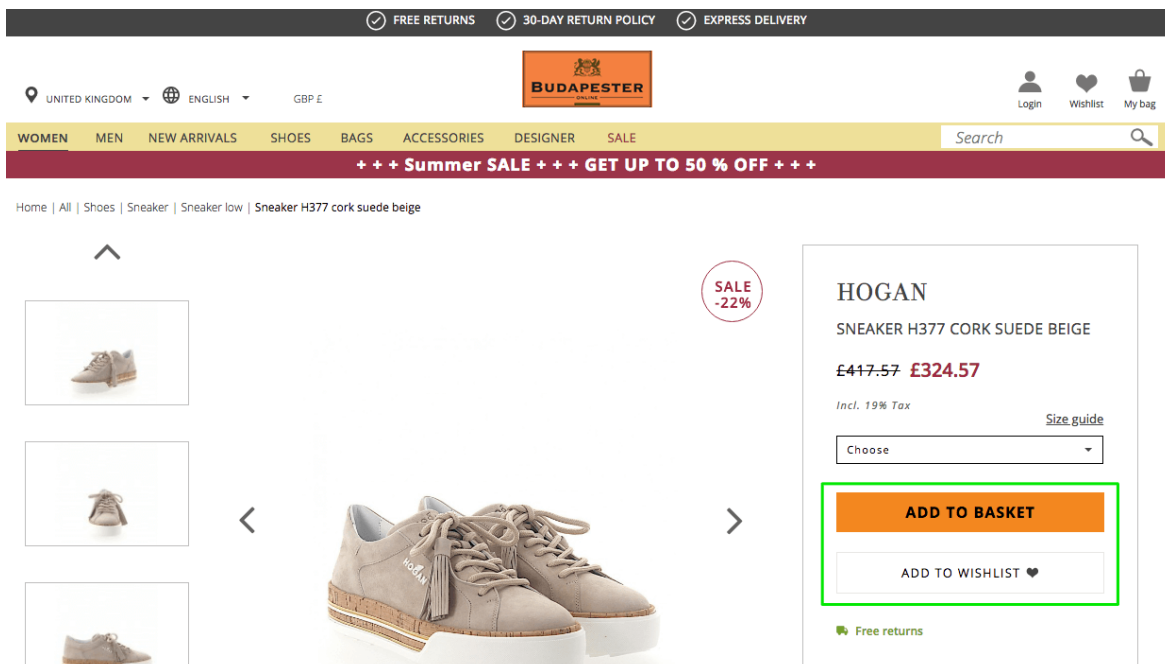 FREE RETURNS 30-DAY RETURN POLICY EXPRESS DELIVERY
UNITED KINGDOM ENGLISH GBP £
BUDAPESTER
ONLINE
Login Wishlist My bag
WOMEN MEN NEW ARRIVALS SHOES BAGS ACCESSORIES DESIGNER SALE Search
+ + + Summer SALE + + + GET UP TO 50 % OFF + + +
Home | All | Shoes | Sneaker | Sneaker low | Sneaker H377 cork suede beige
SALE
-22%
HOGAN
HOGAN
SNEAKER H377 CORK SUEDE BEIGE
£417.57 £324.57
Incl. 19% Tax
Size guide
Choose
ADD TO BASKET
ADD TO WISHLIST
Free returns